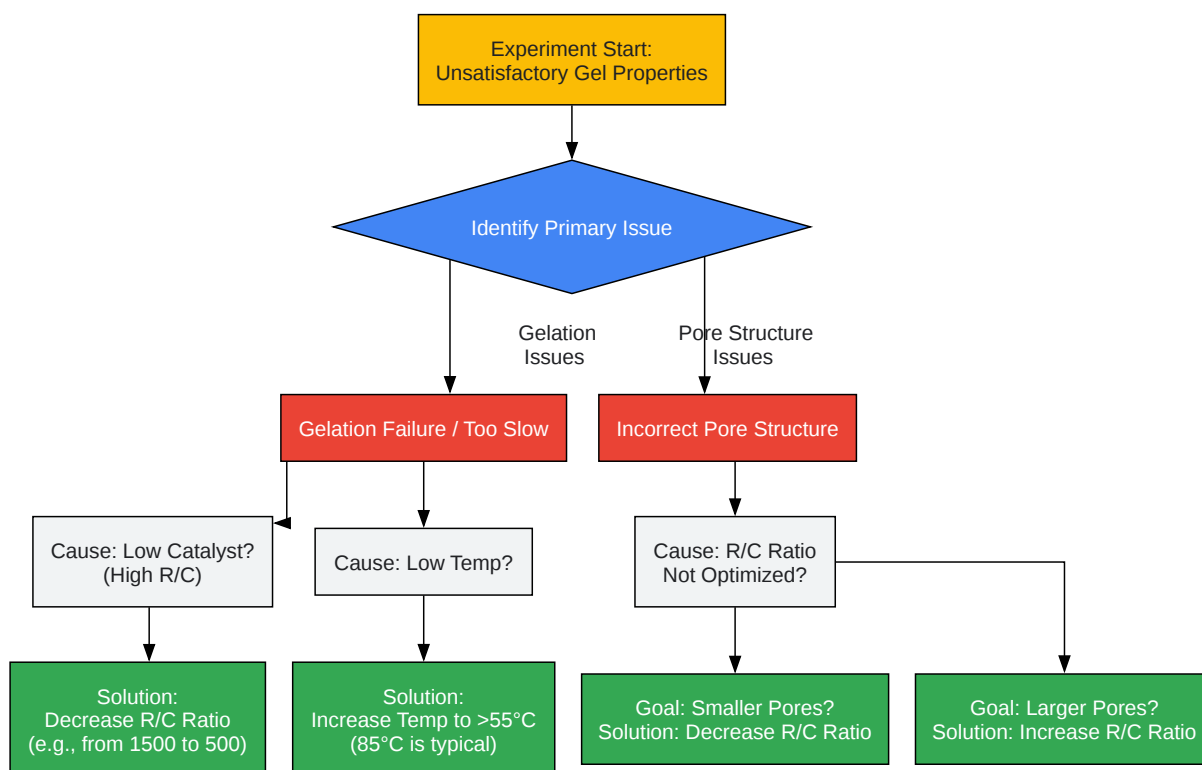 Experiment Start:
Unsatisfactory Gel Properties
Identify Primary Issue
Gelation
Issues
Pore Structure
Issues
Gelation Failure / Too Slow
Incorrect Pore Structure
Cause: Low Catalyst?
(High R/C)
Cause: Low Temp?
Cause: R/C Ratio
Not Optimized?
Solution:
Decrease R/C Ratio
(e.g., from 1500 to 500)
Solution:
Increase Temp to >55°C
(85°C is typical)
Goal: Smaller Pores?
Solution: Decrease R/C Ratio
Goal: Larger Pores?
Solution: Increase R/C Ratio